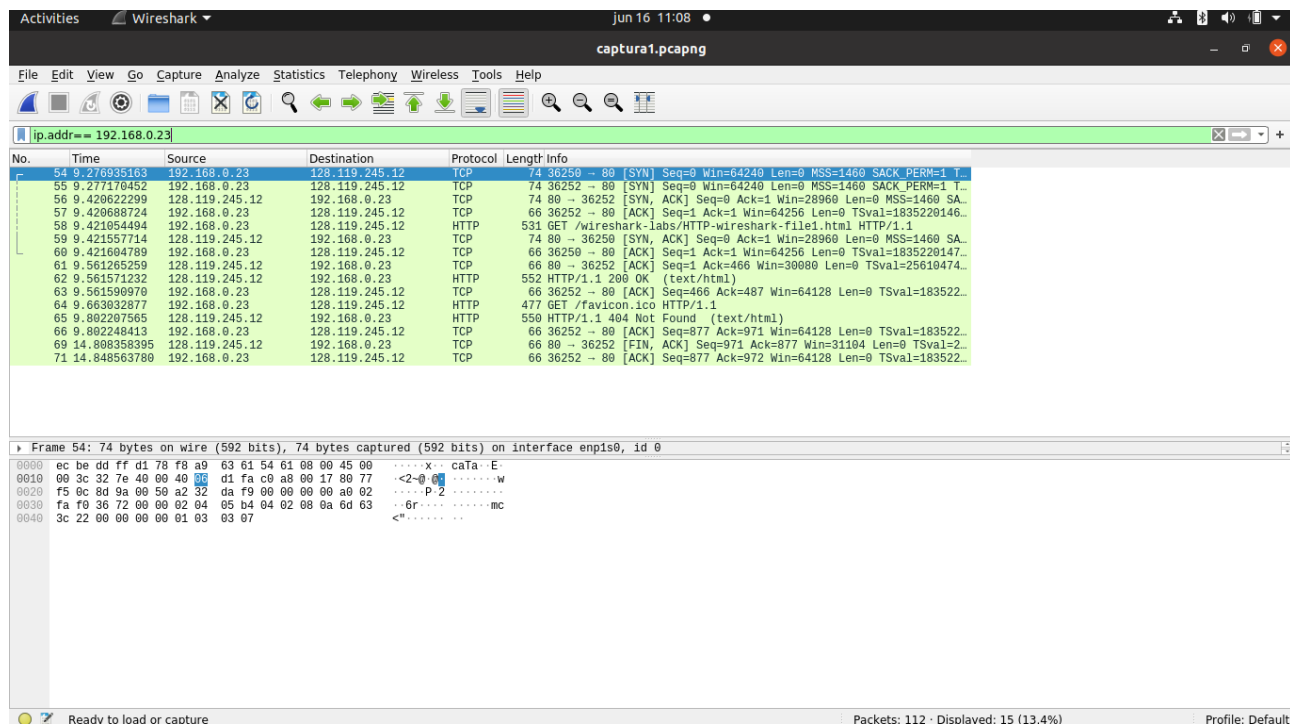 Activities Wireshark jun 16 11:08
captura1.pcapng
File Edit View Go Capture Analyze Statistics Telephony Wireless Tools Help
ip.addr== 192.168.0.23
No. Time Source Destination Protocol Length Info
54 9.276935163 192.168.0.23 128.119.245.12 TCP 74 36250 → 80 [SYN] Seq=0 Win=64240 Len=0 MSS=1460 SACK_PERM=1 T…
55 9.277170452 192.168.0.23 128.119.245.12 TCP 74 36252 → 80 [SYN] Seq=0 Win=64240 Len=0 MSS=1460 SACK_PERM=1 T…
56 9.420622299 128.119.245.12 192.168.0.23 TCP 74 80 → 36252 [SYN, ACK] Seq=0 Ack=1 Win=28960 Len=0 MSS=1460 SA…
57 9.420688724 192.168.0.23 128.119.245.12 TCP 66 36252 → 80 [ACK] Seq=1 Ack=1 Win=64256 Len=0 TSval=1835220146…
58 9.421054494 192.168.0.23 128.119.245.12 HTTP 531 GET /wireshark-labs/HTTP-wireshark-file1.html HTTP/1.1
59 9.421557714 128.119.245.12 192.168.0.23 TCP 74 80 → 36250 [SYN, ACK] Seq=0 Ack=1 Win=28960 Len=0 MSS=1460 SA…
60 9.421604789 192.168.0.23 128.119.245.12 TCP 66 36250 → 80 [ACK] Seq=1 Ack=1 Win=64256 Len=0 TSval=1835220147…
61 9.561265259 128.119.245.12 192.168.0.23 TCP 66 80 → 36252 [ACK] Seq=1 Ack=466 Win=30080 Len=0 TSval=25610474…
62 9.561571232 128.119.245.12 192.168.0.23 HTTP 552 HTTP/1.1 200 OK (text/html)
63 9.561590970 192.168.0.23 128.119.245.12 TCP 66 36252 → 80 [ACK] Seq=466 Ack=487 Win=64128 Len=0 TSval=183522…
64 9.663032877 192.168.0.23 128.119.245.12 HTTP 477 GET /favicon.ico HTTP/1.1
65 9.802207565 128.119.245.12 192.168.0.23 HTTP 550 HTTP/1.1 404 Not Found (text/html)
66 9.802248413 192.168.0.23 128.119.245.12 TCP 66 36252 → 80 [ACK] Seq=877 Ack=971 Win=64128 Len=0 TSval=183522…
69 14.808358395 128.119.245.12 192.168.0.23 TCP 66 80 → 36252 [FIN, ACK] Seq=971 Ack=877 Win=31104 Len=0 TSval=2…
71 14.848563780 192.168.0.23 128.119.245.12 TCP 66 36252 → 80 [ACK] Seq=877 Ack=972 Win=64128 Len=0 TSval=183522…
Frame 54: 74 bytes on wire (592 bits), 74 bytes captured (592 bits) on interface enp1s0, id 0
0000 ec be dd ff d1 78 f8 a9 63 61 54 61 08 00 45 00 ·····x·· caTa··E·
0010 00 3c 32 7e 40 00 40 06 d1 fa c0 a8 00 17 80 77 ·<2~@·@· ·······w
0020 f5 0c 8d 9a 00 50 a2 32 da f9 00 00 00 00 a0 02 ·····P·2 ········
0030 fa f0 36 72 00 00 02 04 05 b4 04 02 08 0a 6d 63 ··6r···· ······mc
0040 3c 22 00 00 00 00 01 03 03 07 <"······ ··
Ready to load or capture Packets: 112 · Displayed: 15 (13.4%) Profile: Default